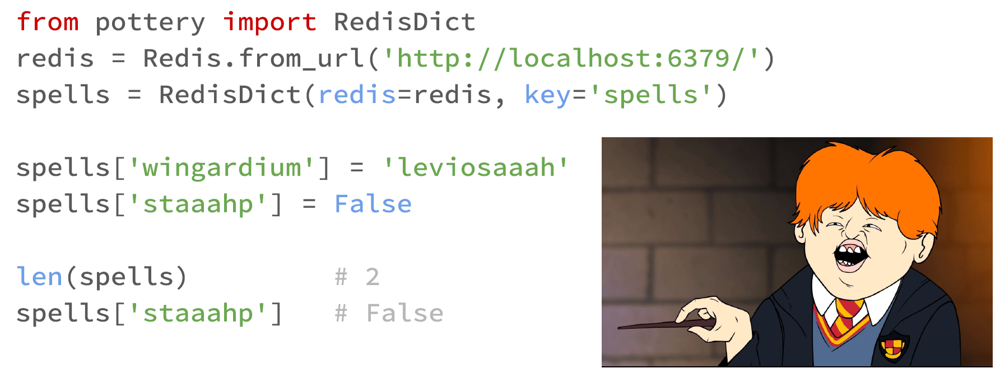 from pottery import RedisDict
redis = Redis.from_url('http://localhost:6379/')
spells = RedisDict(redis=redis, key='spells')
spells['wingardium'] = 'leviosaaah'
spells['staaahp'] = False
len(spells) # 2
spells['staaahp'] # False